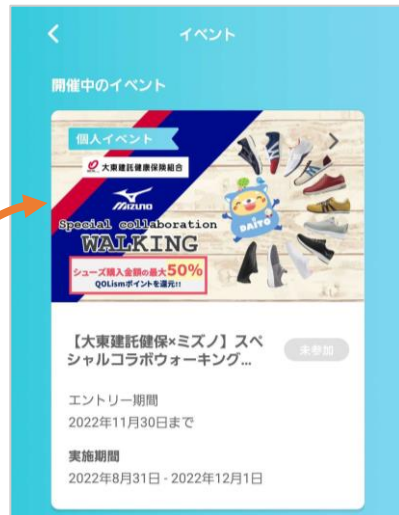 イベント
開催中のイベント
個人イベント
大東建託健康保険組合
MIZUNO
Special collaboration
WALKING
DAITO
シューズ購入金額の最大50%
QOLismポイントを還元!!
【大東建託健保×ミズノ】スペ
シャルコラボウォーキング...
未参加
エントリー期間
2022年11月30日まで
実施期間
2022年8月31日 - 2022年12月1日